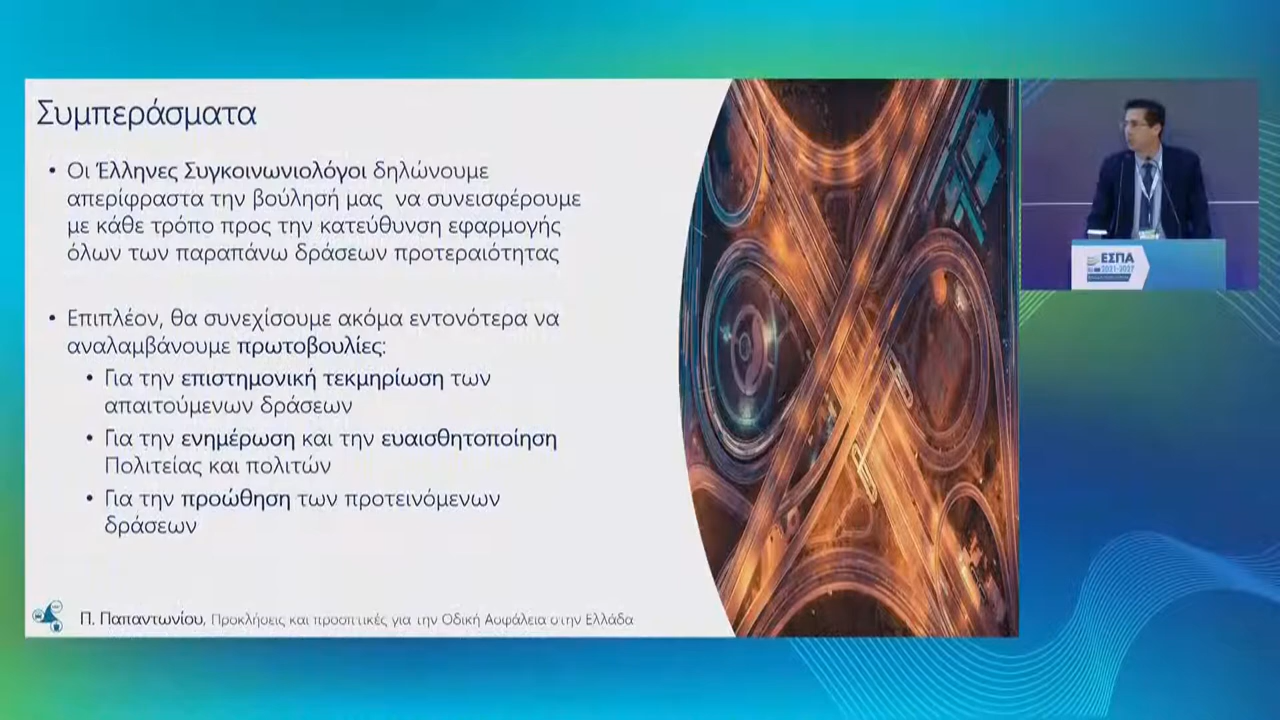 Συμπεράσματα
• Οι Έλληνες Συγκοινωνιολόγοι δηλώνουμε
απερίφραστα την βούλησή μας να συνεισφέρουμε
με κάθε τρόπο προς την κατεύθυνση εφαρμογής
όλων των παραπάνω δράσεων προτεραιότητας
• Επιπλέον, θα συνεχίσουμε ακόμα εντονότερα να
αναλαμβάνουμε πρωτοβουλίες:
• Για την επιστημονική τεκμηρίωση των
απαιτούμενων δράσεων
• Για την ενημέρωση και την ευαισθητοποίηση
Πολιτείας και πολιτών
• Για την προώθηση των προτεινόμενων
δράσεων
Π. Παπαντωνίου, Προκλήσεις και προοπτικές για την Οδική Ασφάλεια στην Ελλάδα
ΕΣΠΑ
2021-2027